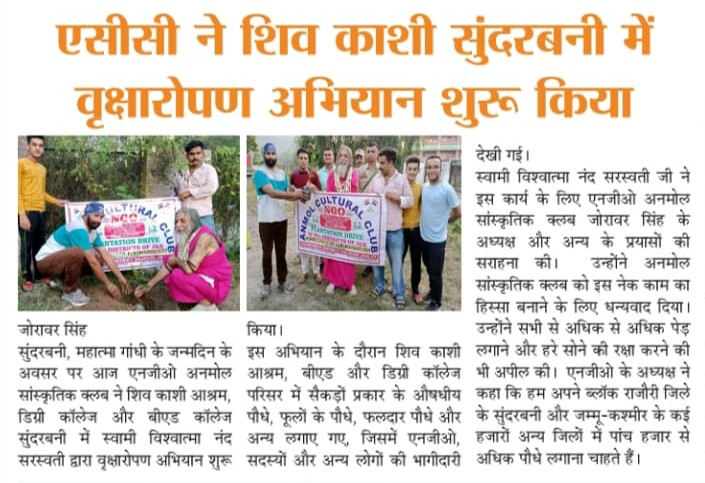 एसीसी ने शिव काशी सुंदरबनी में
वृक्षारोपण अभियान शुरू किया
CULTURAL
NGO
PLANTATION DRIVE
DISTRICTS OF J&K
CLUB
ANMOL CULTURAL CLUB
NGO
PLANTATION DRIVE
DISTRICTS OF J&K
जोरावर सिंह
सुंदरबनी, महात्मा गांधी के जन्मदिन के
अवसर पर आज एनजीओ अनमोल
सांस्कृतिक क्लब ने शिव काशी आश्रम,
डिग्री कॉलेज और बीएड कॉलेज
सुंदरबनी में स्वामी विश्वात्मा नंद
सरस्वती द्वारा वृक्षारोपण अभियान शुरू
किया।
इस अभियान के दौरान शिव काशी
आश्रम, बीएड और डिग्री कॉलेज
परिसर में सैकड़ों प्रकार के औषधीय
पौधे, फूलों के पौधे, फलदार पौधे और
अन्य लगाए गए, जिसमें एनजीओ,
सदस्यों और अन्य लोगों की भागीदारी
देखी गई।
स्वामी विश्वात्मा नंद सरस्वती जी ने
इस कार्य के लिए एनजीओ अनमोल
सांस्कृतिक क्लब जोरावर सिंह के
अध्यक्ष और अन्य के प्रयासों की
सराहना की। उन्होंने अनमोल
सांस्कृतिक क्लब को इस नेक काम का
हिस्सा बनाने के लिए धन्यवाद दिया।
उन्होंने सभी से अधिक से अधिक पेड़
लगाने और हरे सोने की रक्षा करने की
भी अपील की। एनजीओ के अध्यक्ष ने
कहा कि हम अपने ब्लॉक राजौरी जिले
के सुंदरबनी और जम्मू-कश्मीर के कई
हजारों अन्य जिलों में पांच हजार से
अधिक पौधे लगाना चाहते हैं।